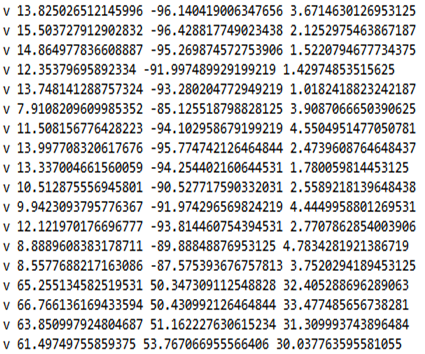 v 13.825026512145996 -96.140419006347656 3.6714630126953125
v 15.503727912902832 -96.428817749023438 2.1252975463867187
v 14.864977836608887 -95.269874572753906 1.5220794677734375
v 12.35379695892334 -91.997489929199219 1.42974853515625
v 13.748141288757324 -93.280204772949219 1.0182418823242187
v 7.9108209609985352 -85.125518798828125 3.9087066650390625
v 11.508156776428223 -94.102958679199219 4.5504951477050781
v 13.997708320617676 -95.774742126464844 2.4739608764648437
v 13.337004661560059 -94.254402160644531 1.780059814453125
v 10.512875556945801 -90.527717590332031 2.5589218139648438
v 9.9423093795776367 -91.974296569824219 4.4449958801269531
v 12.121970176696777 -93.814460754394531 2.7707862854003906
v 8.8889608383178711 -89.88848876953125 4.7834281921386719
v 8.5577688217163086 -87.575393676757813 3.7520294189453125
v 65.255134582519531 50.347309112548828 32.405288696289063
v 66.766136169433594 50.430992126464844 33.477485656738281
v 63.850997924804687 51.162227630615234 31.309993743896484
v 61.49749755859375 53.767066955566406 30.037763595581055